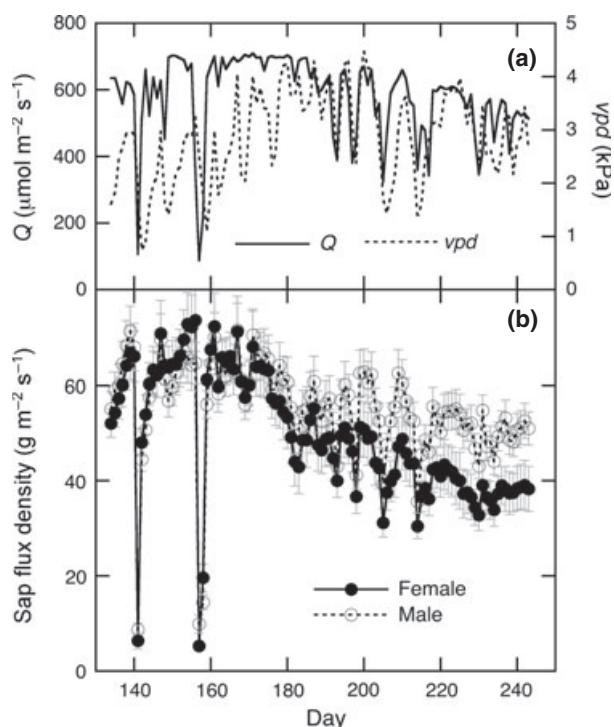 (a)
800
600
400
200
0
Q (μmol m⁻² s⁻¹)
5
4
3
2
1
0
vpd (kPa)
Q
vpd
(b)
60
40
20
0
Sap flux density (g m⁻² s⁻¹)
Female
Male
140 160 180 200 220 240
Day